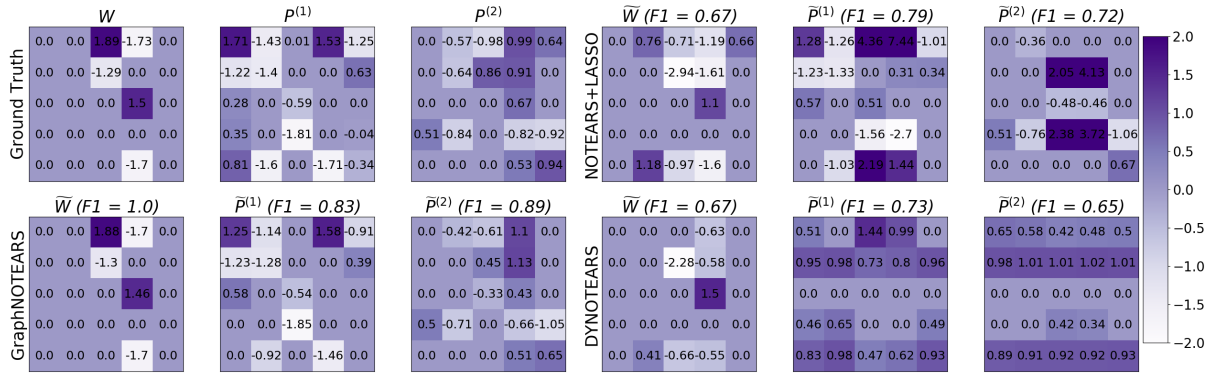 Ground Truth
W
0.0 0.0 1.89 -1.73 0.0
0.0 0.0 -1.29 0.0 0.0
0.0 0.0 0.0 1.5 0.0
0.0 0.0 0.0 0.0 0.0
0.0 0.0 0.0 -1.7 0.0
P⁽¹⁾
1.71 -1.43 0.01 1.53 -1.25
-1.22 -1.4 0.0 0.0 0.63
0.28 0.0 -0.59 0.0 0.0
0.35 0.0 -1.81 0.0 -0.04
0.81 -1.6 0.0 -1.71 -0.34
P⁽²⁾
0.0 -0.57 -0.98 0.99 0.64
0.0 -0.64 0.86 0.91 0.0
0.0 0.0 0.0 0.67 0.0
0.51 -0.84 0.0 -0.82 -0.92
0.0 0.0 0.0 0.53 0.94
NOTEARS+LASSO
W̃ (F1 = 0.67)
0.0 0.76 -0.71 -1.19 0.66
0.0 0.0 -2.94 -1.61 0.0
0.0 0.0 0.0 1.1 0.0
0.0 0.0 0.0 0.0 0.0
0.0 1.18 -0.97 -1.6 0.0
P̃⁽¹⁾ (F1 = 0.79)
1.28 -1.26 4.36 7.44 -1.01
-1.23 -1.33 0.0 0.31 0.34
0.57 0.0 0.51 0.0 0.0
0.0 0.0 -1.56 -2.7 0.0
0.0 -1.03 2.19 1.44 0.0
P̃⁽²⁾ (F1 = 0.72)
0.0 -0.36 0.0 0.0 0.0
0.0 0.0 2.05 4.13 0.0
0.0 0.0 -0.48 -0.46 0.0
0.51 -0.76 2.38 3.72 -1.06
0.0 0.0 0.0 0.0 0.67
GraphNOTEARS
W̃ (F1 = 1.0)
0.0 0.0 1.88 -1.7 0.0
0.0 0.0 -1.3 0.0 0.0
0.0 0.0 0.0 1.46 0.0
0.0 0.0 0.0 0.0 0.0
0.0 0.0 0.0 -1.7 0.0
P̃⁽¹⁾ (F1 = 0.83)
1.25 -1.14 0.0 1.58 -0.91
-1.23 -1.28 0.0 0.0 0.39
0.58 0.0 -0.54 0.0 0.0
0.0 0.0 -1.85 0.0 0.0
0.0 -0.92 0.0 -1.46 0.0
P̃⁽²⁾ (F1 = 0.89)
0.0 -0.42 -0.61 1.1 0.0
0.0 0.0 0.45 1.13 0.0
0.0 0.0 -0.33 0.43 0.0
0.5 -0.71 0.0 -0.66 -1.05
0.0 0.0 0.0 0.51 0.65
DYNOTEARS
W̃ (F1 = 0.67)
0.0 0.0 0.0 -0.63 0.0
0.0 0.0 -2.28 -0.58 0.0
0.0 0.0 0.0 1.5 0.0
0.0 0.0 0.0 0.0 0.0
0.0 0.41 -0.66 -0.55 0.0
P̃⁽¹⁾ (F1 = 0.73)
0.51 0.0 1.44 0.99 0.0
0.95 0.98 0.73 0.8 0.96
0.0 0.0 0.0 0.0 0.0
0.46 0.65 0.0 0.0 0.49
0.83 0.98 0.47 0.62 0.93
P̃⁽²⁾ (F1 = 0.65)
0.65 0.58 0.42 0.48 0.5
0.98 1.01 1.01 1.02 1.01
0.0 0.0 0.0 0.0 0.0
0.0 0.0 0.42 0.34 0.0
0.89 0.91 0.92 0.92 0.93
2.0
1.5
1.0
0.5
0.0
−0.5
−1.0
−1.5
−2.0